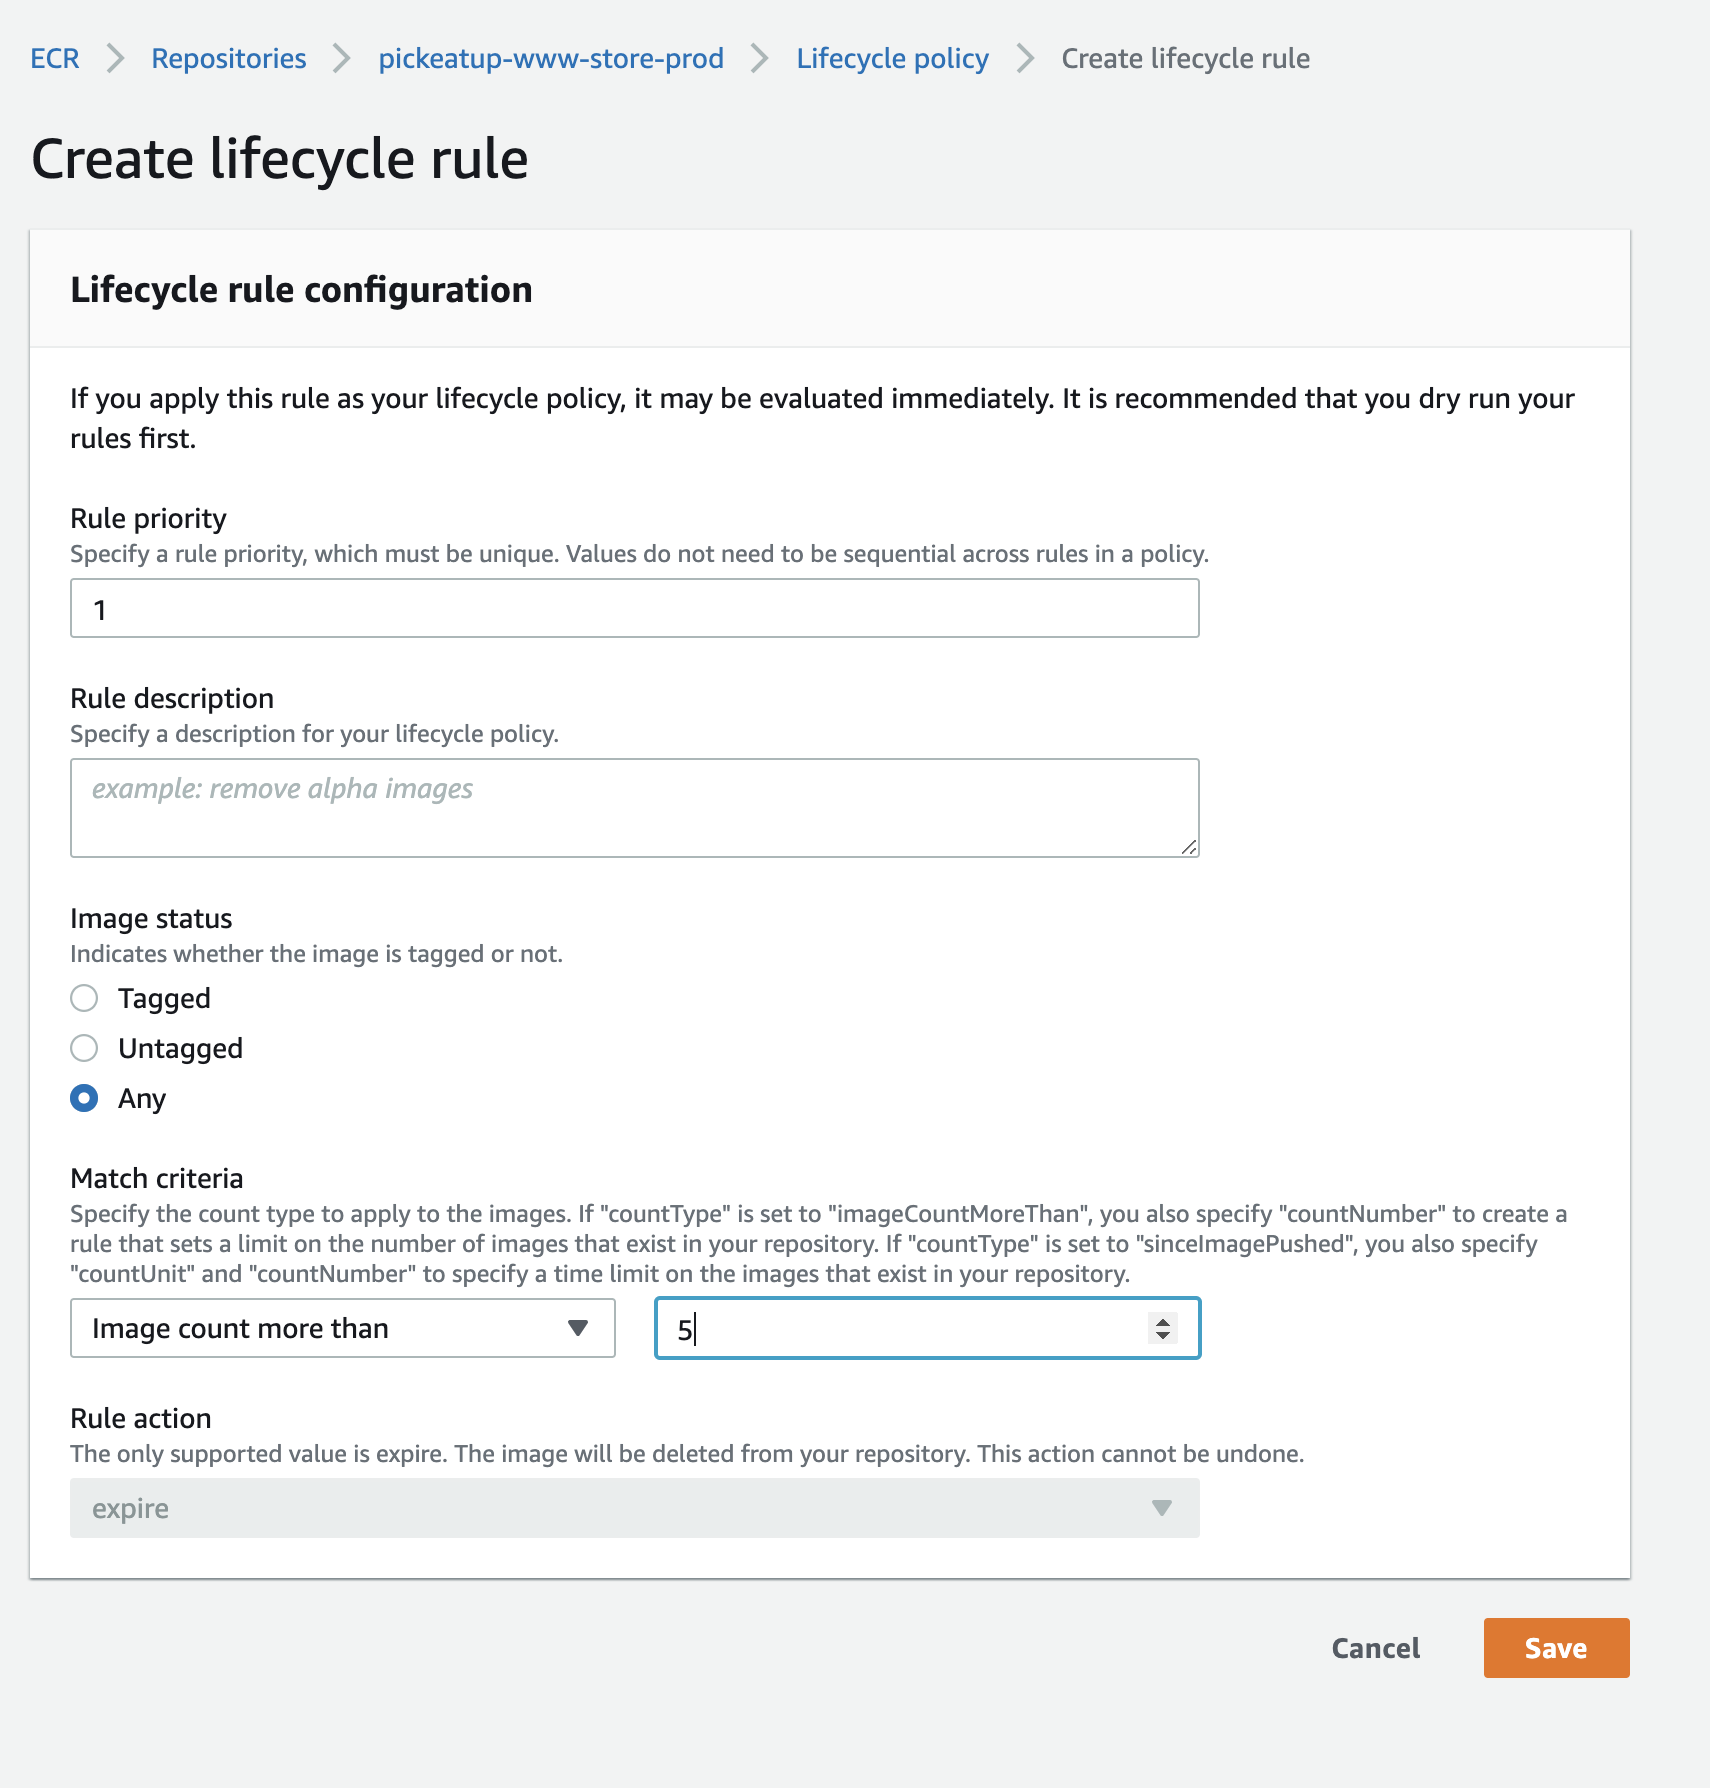 ECR > Repositories > pickeatup-www-store-prod > Lifecycle policy > Create lifecycle rule
Create lifecycle rule
Lifecycle rule configuration
If you apply this rule as your lifecycle policy, it may be evaluated immediately. It is recommended that you dry run your
rules first.
Rule priority
Specify a rule priority, which must be unique. Values do not need to be sequential across rules in a policy.
1
Rule description
Specify a description for your lifecycle policy.
example: remove alpha images
Image status
Indicates whether the image is tagged or not.
Tagged
Untagged
Any
Match criteria
Specify the count type to apply to the images. If "countType" is set to "imageCountMoreThan", you also specify "countNumber" to create a
rule that sets a limit on the number of images that exist in your repository. If "countType" is set to "sinceImagePushed", you also specify
"countUnit" and "countNumber" to specify a time limit on the images that exist in your repository.
Image count more than 5
Rule action
The only supported value is expire. The image will be deleted from your repository. This action cannot be undone.
expire
Cancel Save